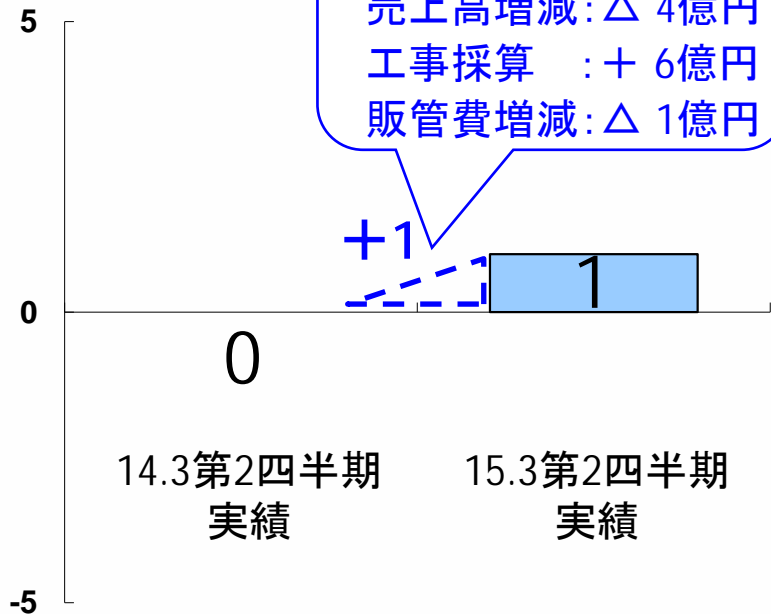 5
売上高増減:△ 4億円
工事採算 :+ 6億円
販管費増減:△ 1億円
+1
1
0
0
14.3第2四半期
実績
15.3第2四半期
実績
-5